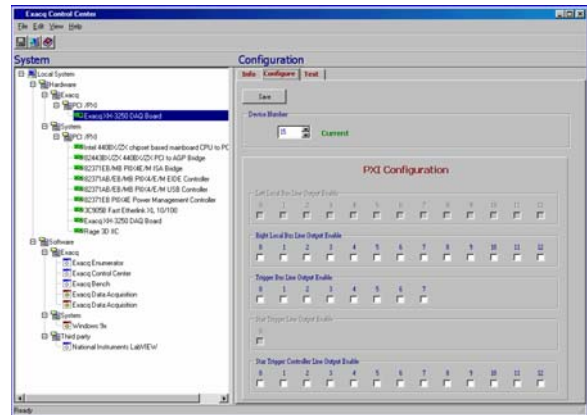 Exacq Control Center
File Edit View Help
System
Configuration
Local System
Hardware
Exacq
PCI /PXI
Exacq XH-3250 DAQ Board
System
PCI /PXI
Intel 440BX/ZX chipset based mainboard CPU to PC
82443BX/ZX 440BX/ZX PCI to AGP Bridge
82371EB/MB PIIX4E/M ISA Bridge
82371AB/EB/MB PIIX4/E/M EIDE Controller
82371AB/EB/MB PIIX4/E/M USB Controller
82371EB PIIX4E Power Management Controller
3C905B Fast Etherlink XL 10/100
Exacq XH-3250 DAQ Board
Rage 3D IIC
Software
Exacq
Exacq Enumerator
Exacq Control Center
Exacq Bench
Exacq Data Acquisition
Exacq Data Acquisition
System
Windows 9x
Third party
National Instruments LabVIEW
Info Configure Test
Save
Device Number
15 Current
PXI Configuration
Left Local Bus Line Output Enable
0 1 2 3 4 5 6 7 8 9 10 11 12
Right Local Bus Line Output Enable
0 1 2 3 4 5 6 7 8 9 10 11 12
Trigger Bus Line Output Enable
0 1 2 3 4 5 6 7
Star Trigger Line Output Enable
0
Star Trigger Controller Line Output Enable
0 1 2 3 4 5 6 7 8 9 10 11 12
Ready